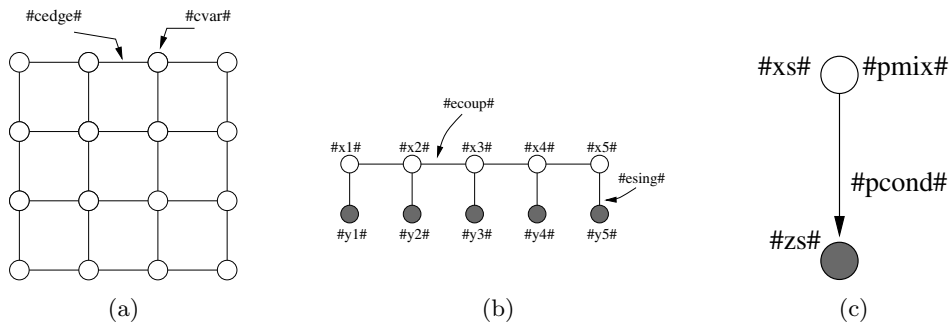 #cedge#
#cvar#
(a)
#ecoup#
#x1# #x2# #x3# #x4# #x5#
#esing#
#y1# #y2# #y3# #y4# #y5#
(b)
#xs# #pmix#
#pcond#
#zs#
(c)